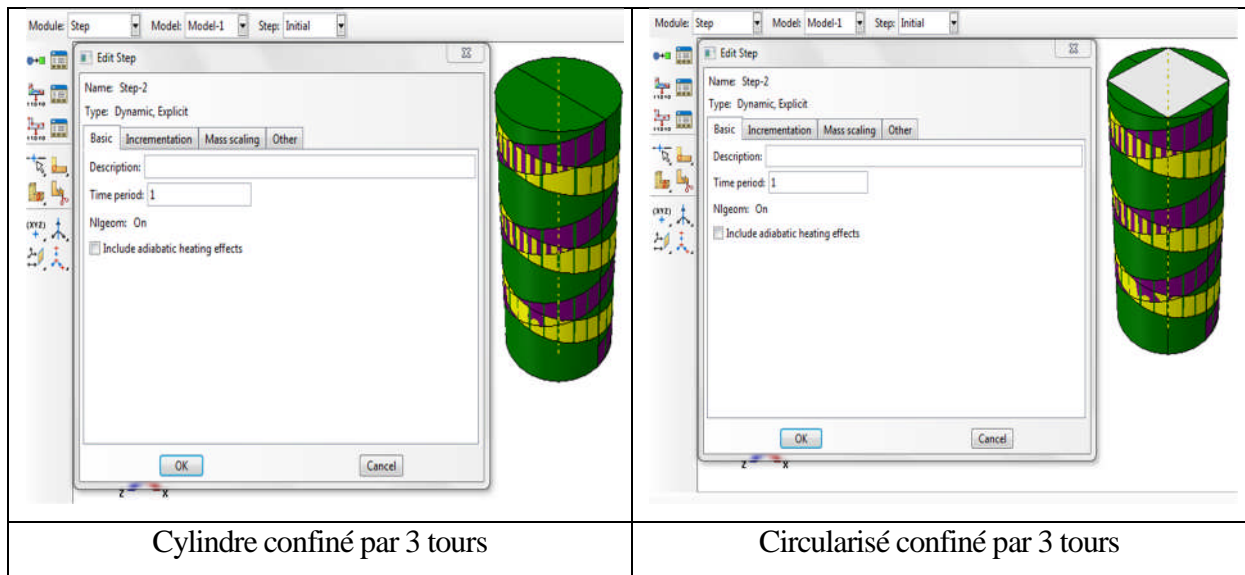 Module: Step Model: Model-1 Step: Initial
Edit Step
Name: Step-2
Type: Dynamic, Explicit
Basic Incrementation Mass scaling Other
Description:
Time period: 1
Nlgeom: On
Include adiabatic heating effects
OK Cancel
(XYZ)
z x
Cylindre confiné par 3 tours
Module: Step Model: Model-1 Step: Initial
Edit Step
Name: Step-2
Type: Dynamic, Explicit
Basic Incrementation Mass scaling Other
Description:
Time period: 1
Nlgeom: On
Include adiabatic heating effects
OK Cancel
(XYZ)
z x
Circularisé confiné par 3 tours